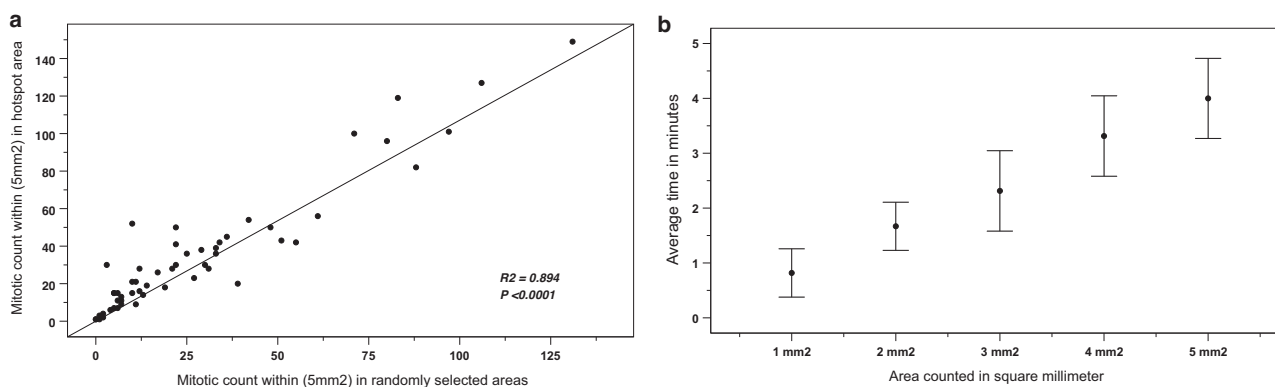 a
Mitotic count within (5mm2) in hotspot area
140
120
100
80
60
40
20
0
R2 = 0.894
P <0.0001
0 25 50 75 100 125
Mitotic count within (5mm2) in randomly selected areas
b
Average time in minutes
5
4
3
2
1
0
1 mm2 2 mm2 3 mm2 4 mm2 5 mm2
Area counted in square millimeter